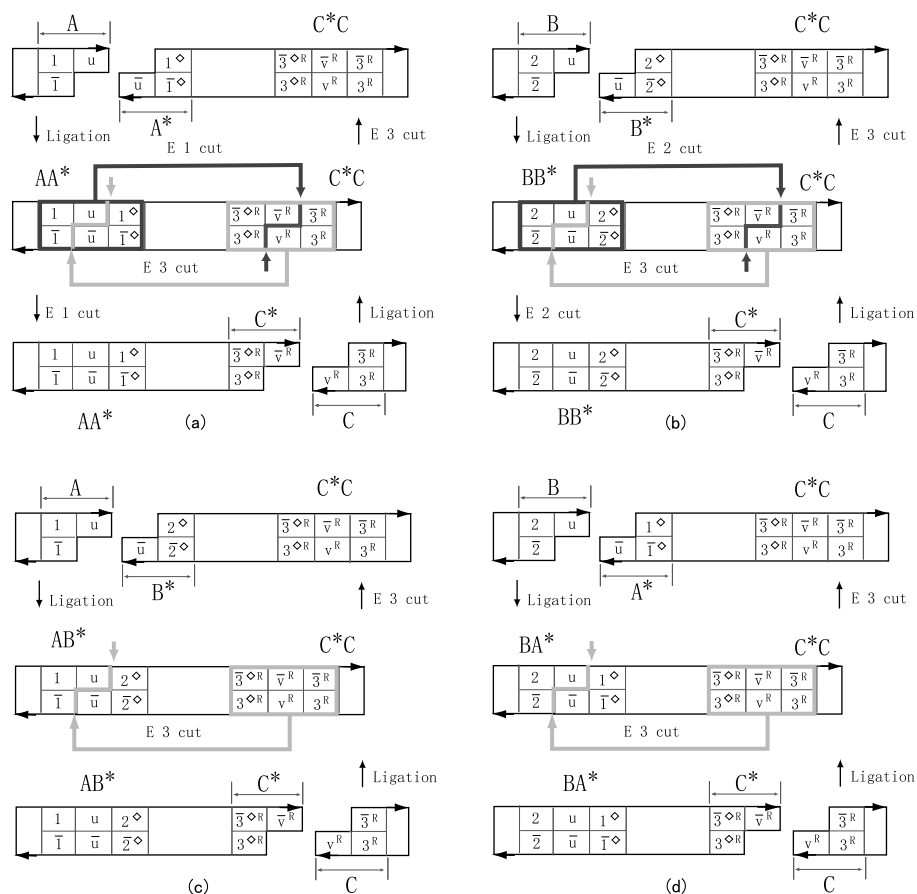 A C*C
1 u 1◇ 3̅◇R v̅R 3̅R
1̅ u̅ 1̅◇ 3◇R vR 3R
A*
Ligation E 1 cut E 3 cut
AA* C*C
1 u 1◇ 3̅◇R v̅R 3̅R
1̅ u̅ 1̅◇ 3◇R vR 3R
E 3 cut
E 1 cut C* Ligation
1 u 1◇ 3̅◇R v̅R 3̅R
1̅ u̅ 1̅◇ 3◇R vR 3R
AA* (a) C
B C*C
2 u 2◇ 3̅◇R v̅R 3̅R
2̅ u̅ 2̅◇ 3◇R vR 3R
B*
Ligation E 2 cut E 3 cut
BB* C*C
2 u 2◇ 3̅◇R v̅R 3̅R
2̅ u̅ 2̅◇ 3◇R vR 3R
E 3 cut
E 2 cut C* Ligation
2 u 2◇ 3̅◇R v̅R 3̅R
2̅ u̅ 2̅◇ 3◇R vR 3R
BB* (b) C
A C*C
1 u 2◇ 3̅◇R v̅R 3̅R
1̅ u̅ 2̅◇ 3◇R vR 3R
B*
Ligation E 3 cut
AB* C*C
1 u 2◇ 3̅◇R v̅R 3̅R
1̅ u̅ 2̅◇ 3◇R vR 3R
E 3 cut
AB* C* Ligation
1 u 2◇ 3̅◇R v̅R 3̅R
1̅ u̅ 2̅◇ 3◇R vR 3R
(c) C
B C*C
2 u 1◇ 3̅◇R v̅R 3̅R
2̅ u̅ 1̅◇ 3◇R vR 3R
A*
Ligation E 3 cut
BA* C*C
2 u 1◇ 3̅◇R v̅R 3̅R
2̅ u̅ 1̅◇ 3◇R vR 3R
E 3 cut
BA* C* Ligation
2 u 1◇ 3̅◇R v̅R 3̅R
2̅ u̅ 1̅◇ 3◇R vR 3R
(d) C